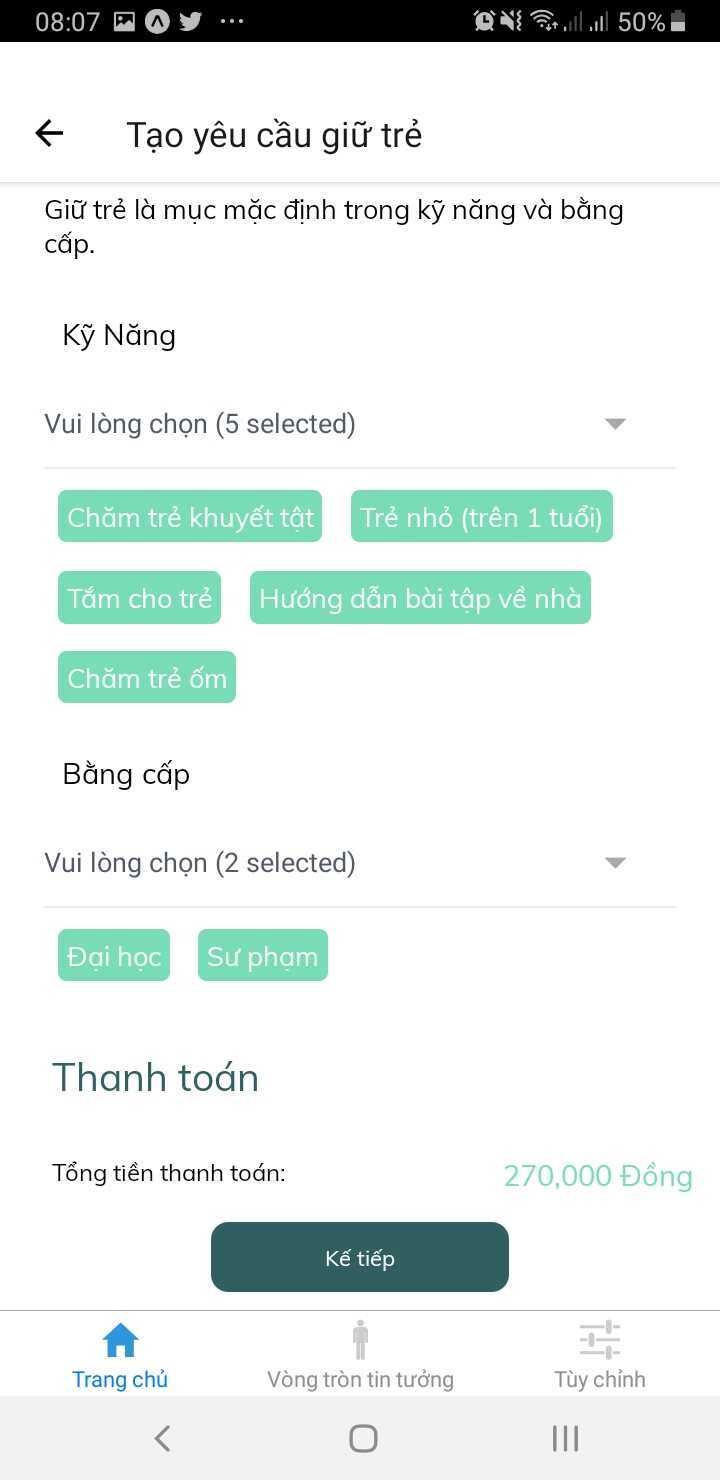 08:07 50%
Tạo yêu cầu giữ trẻ
Giữ trẻ là mục mặc định trong kỹ năng và bằng
cấp.
Kỹ Năng
Vui lòng chọn (5 selected)
Chăm trẻ khuyết tật Trẻ nhỏ (trên 1 tuổi)
Tắm cho trẻ Hướng dẫn bài tập về nhà
Chăm trẻ ốm
Bằng cấp
Vui lòng chọn (2 selected)
Đại học Sư phạm
Thanh toán
Tổng tiền thanh toán: 270,000 Đồng
Kế tiếp
Trang chủ Vòng tròn tin tưởng Tùy chỉnh